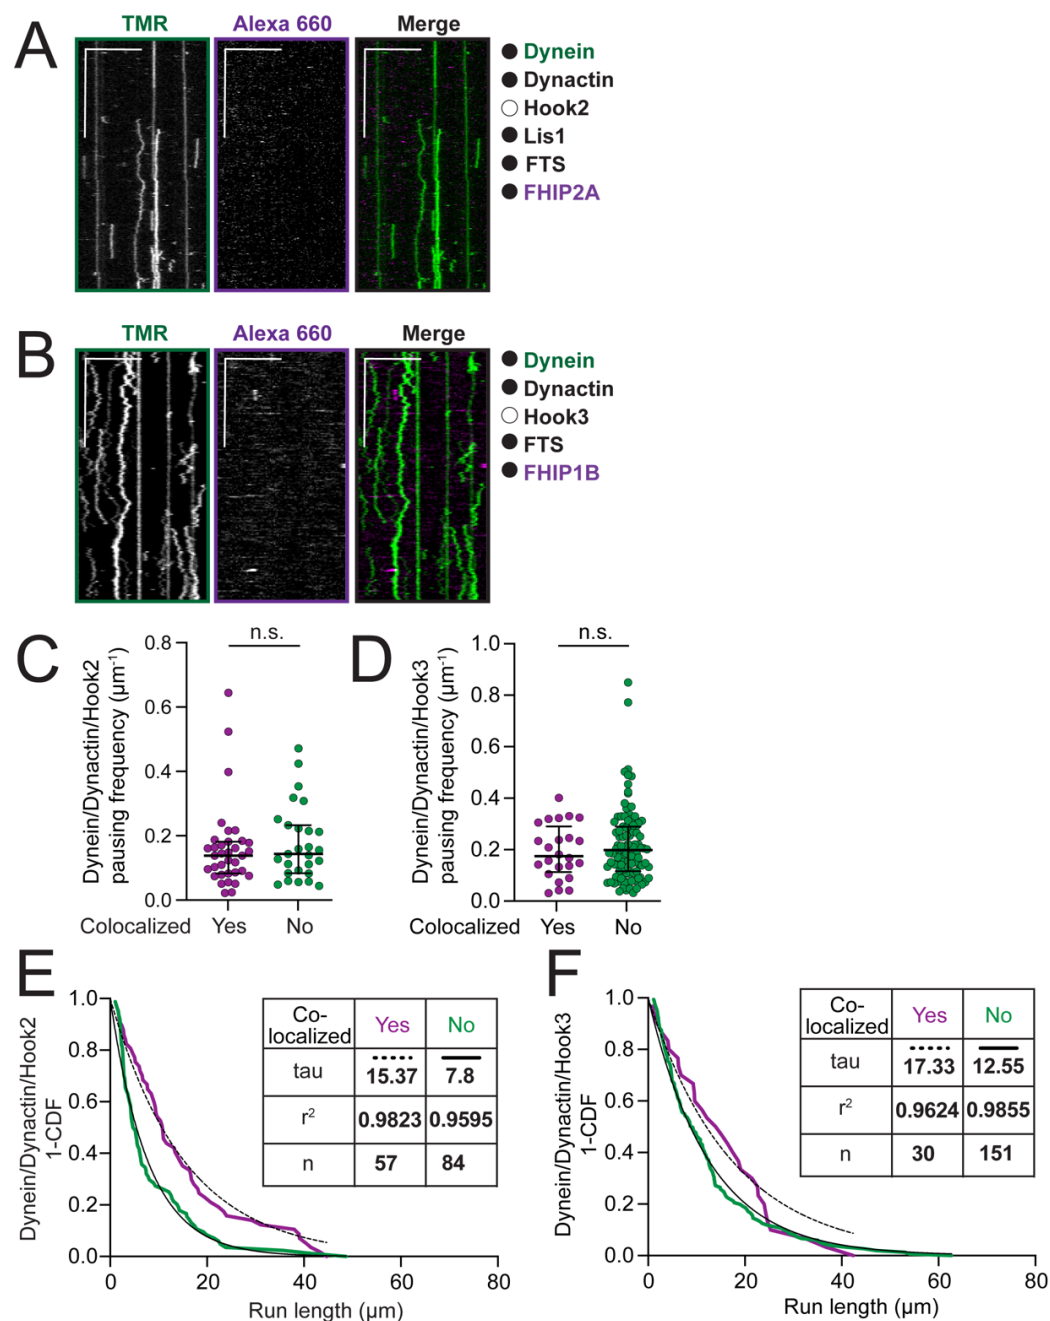 A
TMR Alexa 660 Merge
Dynein
Dynactin
Hook2
Lis1
FTS
FHIP2A
B
TMR Alexa 660 Merge
Dynein
Dynactin
Hook3
FTS
FHIP1B
C
Dynein/Dynactin/Hook2
pausing frequency (µm⁻¹)
0.8
0.6
0.4
0.2
0.0
n.s.
Colocalized Yes No
D
Dynein/Dynactin/Hook3
pausing frequency (µm⁻¹)
1.0
0.8
0.6
0.4
0.2
0.0
n.s.
Colocalized Yes No
E
Dynein/Dynactin/Hook2
1-CDF
1.0
0.8
0.6
0.4
0.2
0.0
0 20 40 60 80
Run length (µm)
Co-
localized Yes No
tau 15.37 7.8
r² 0.9823 0.9595
n 57 84
F
Dynein/Dynactin/Hook3
1-CDF
1.0
0.8
0.6
0.4
0.2
0.0
0 20 40 60 80
Run length (µm)
Co-
localized Yes No
tau 17.33 12.55
r² 0.9624 0.9855
n 30 151